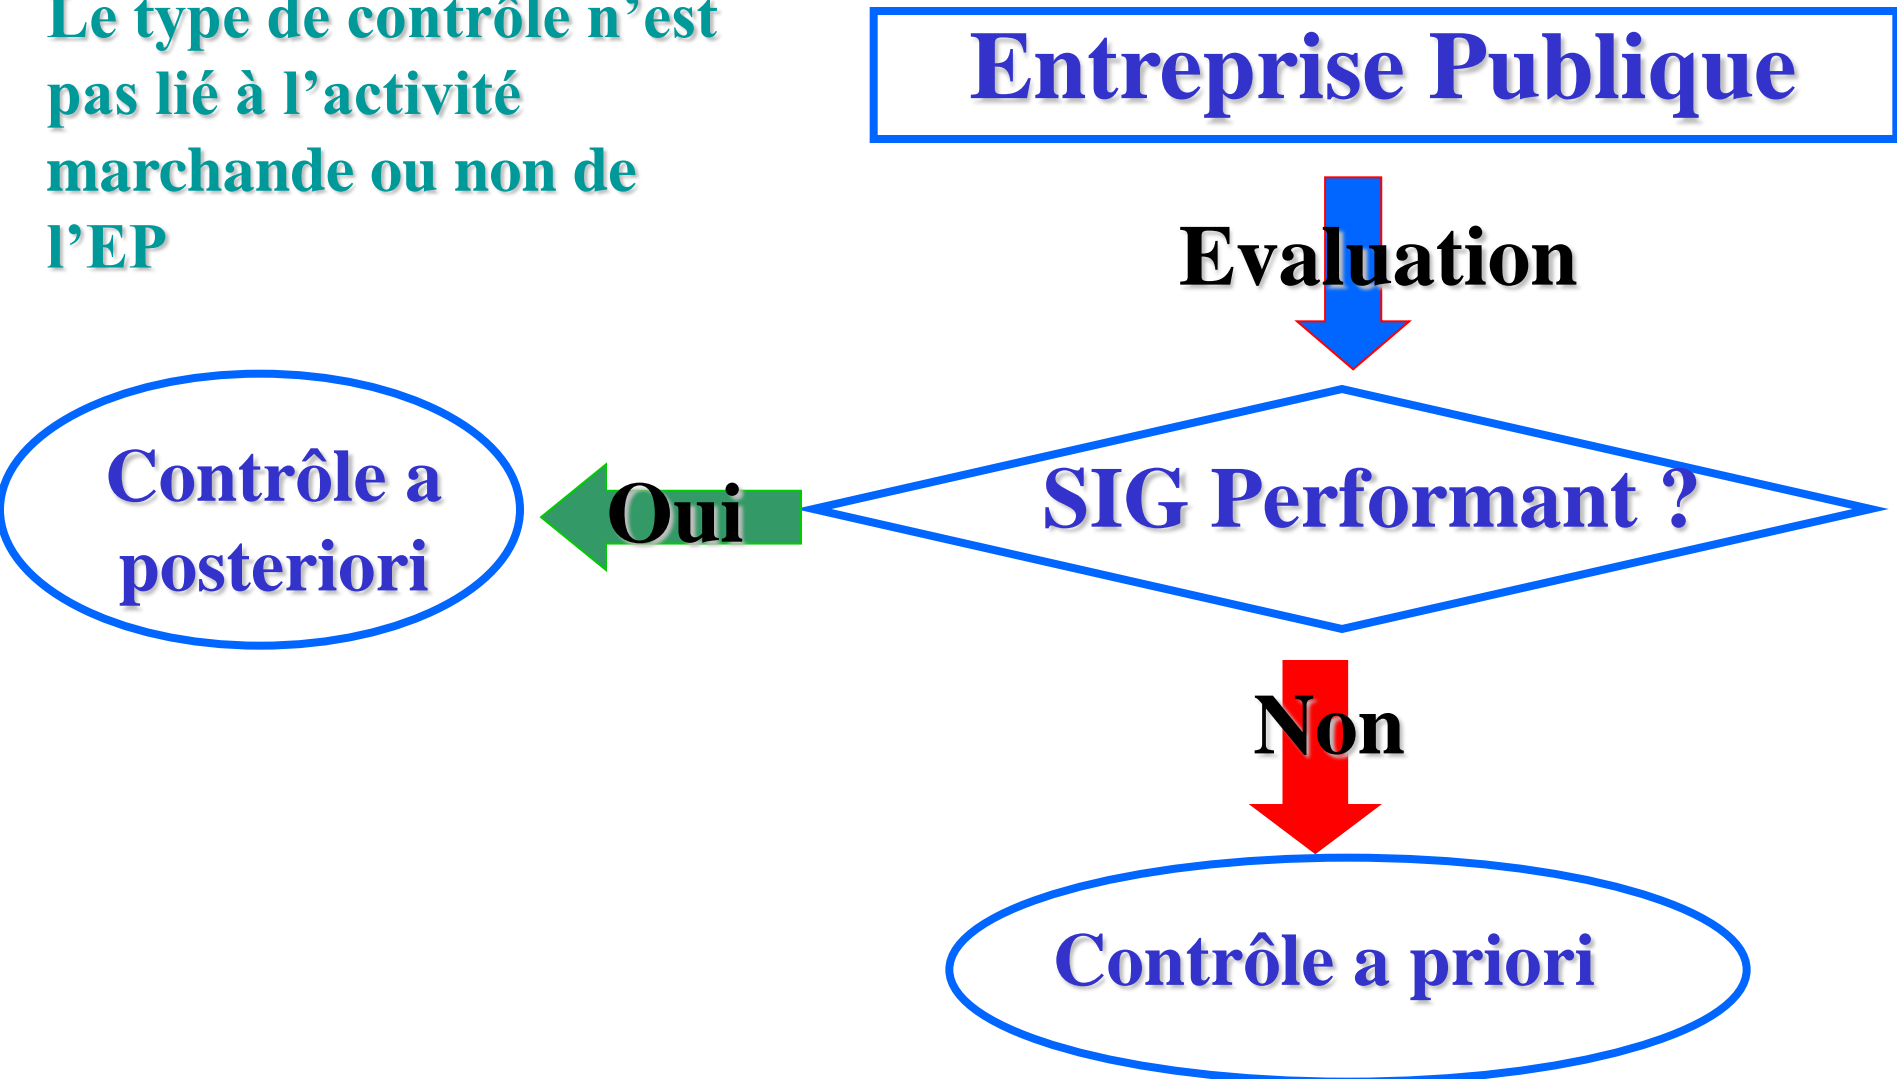 Le type de contrôle n’est
pas lié à l’activité
marchande ou non de
l’EP
Entreprise Publique
Evaluation
SIG Performant ?
Oui
Contrôle a
posteriori
Non
Contrôle a priori